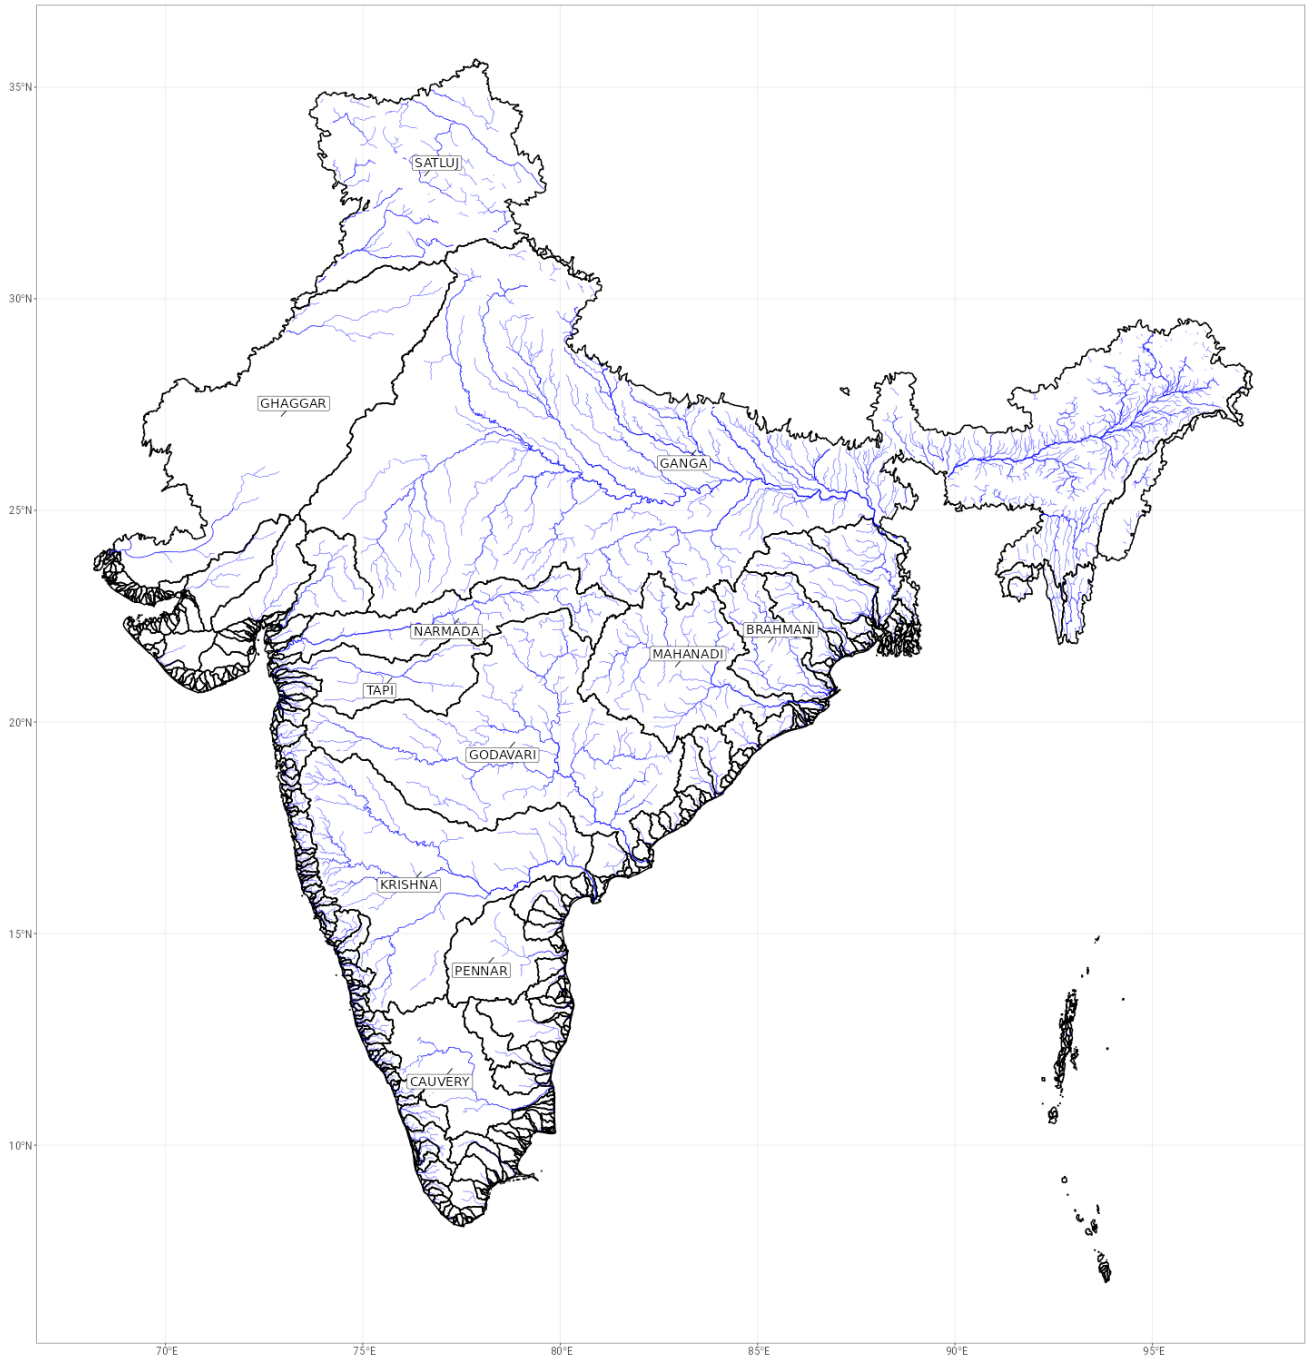 35°N
SATLUJ
30°N
GHAGGAR
GANGA
25°N
NARMADA
BRAHMANI
MAHANADI
TAPI
20°N
GODAVARI
KRISHNA
15°N
PENNAR
CAUVERY
10°N
70°E 75°E 80°E 85°E 90°E 95°E